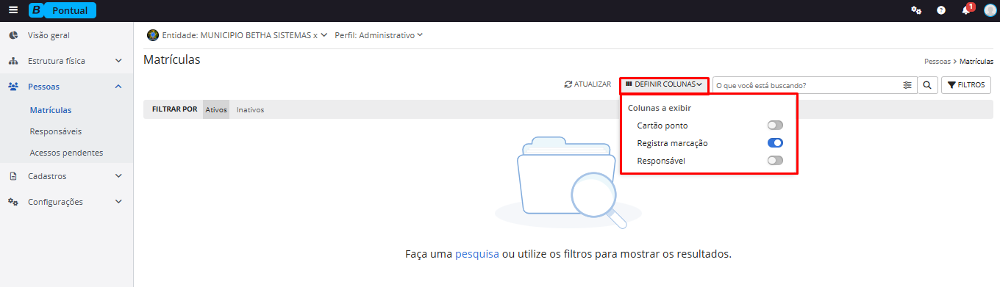 B Pontual
1
Visão geral
Estrutura física
Pessoas
Matrículas
Responsáveis
Acessos pendentes
Cadastros
Configurações
Entidade: MUNICIPIO BETHA SISTEMAS x Perfil: Administrativo
Matrículas
Pessoas > Matrículas
ATUALIZAR DEFINIR COLUNAS O que você está buscando? FILTROS
FILTRAR POR Ativos Inativos
Colunas a exibir
Cartão ponto
Registra marcação
Responsável
Faça uma pesquisa ou utilize os filtros para mostrar os resultados.